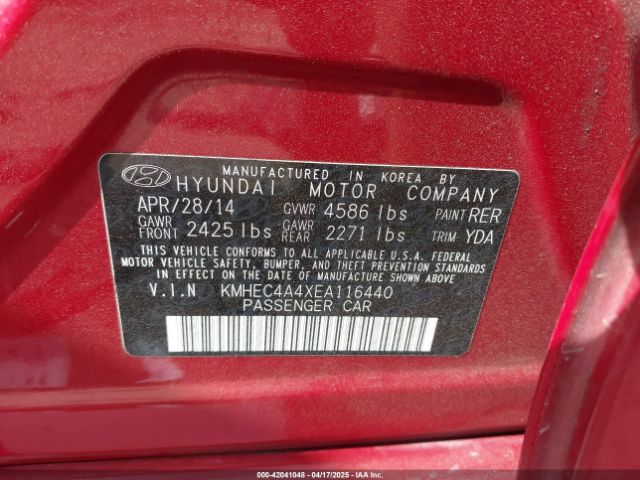 MANUFACTURED IN KOREA BY
HYUNDAI MOTOR COMPANY
APR/28/14 GVWR 4586 lbs PAINT RER
GAWR FRONT 2425 lbs GAWR REAR 2271 lbs TRIM YDA
THIS VEHICLE CONFORMS TO ALL APPLICABLE U.S.A. FEDERAL
MOTOR VEHICLE SAFETY, BUMPER, AND THEFT PREVENTION STANDARDS
IN EFFECT ON THE DATE OF MANUFACTURE SHOWN ABOVE
V.I.N KMHEC4A4XEA116440
PASSENGER CAR
000-42041048 - 04/17/2025 - IAAI.COM